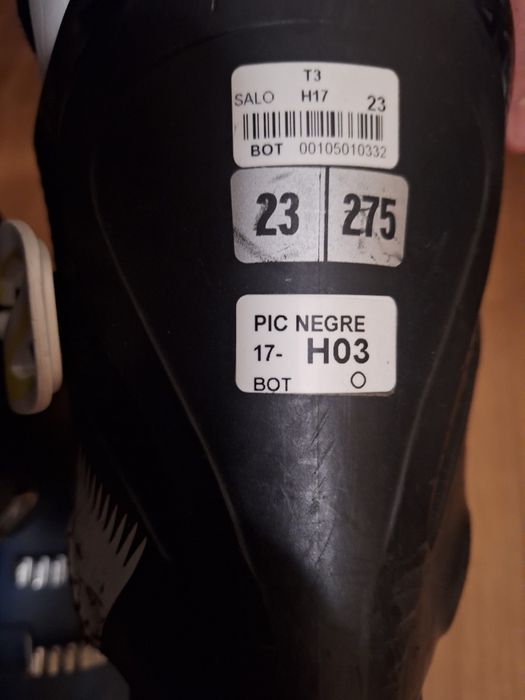 T3
SALO H17 23
BOT 00105010332
23 275
PIC NEGRE
17- H03
BOT O